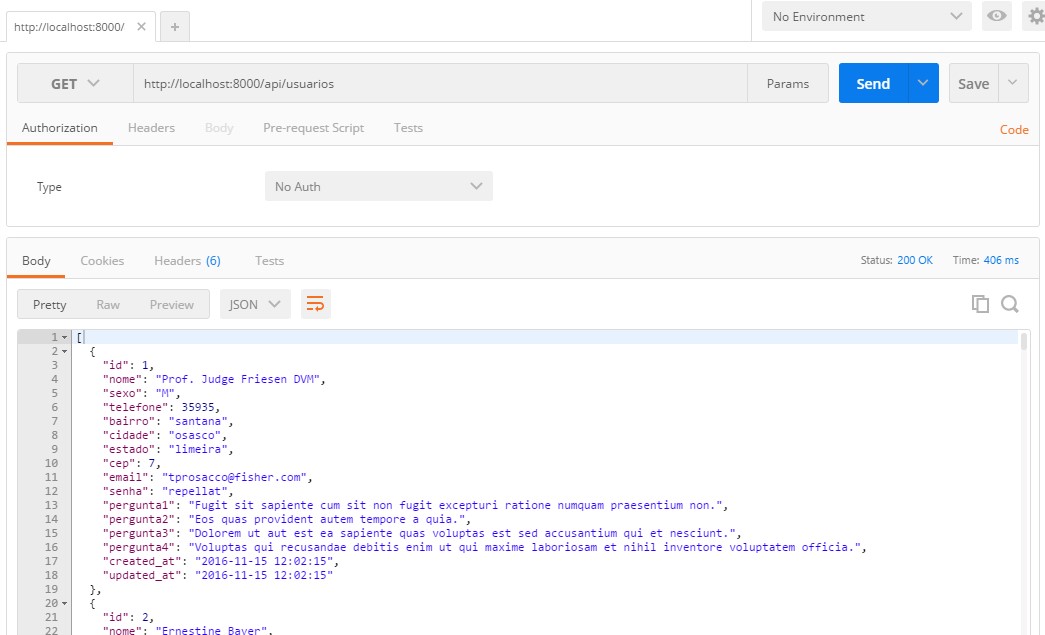 http://localhost:8000/ × + No Environment
GET http://localhost:8000/api/usuarios Params Send Save
Authorization Headers Body Pre-request Script Tests Code
Type No Auth
Body Cookies Headers (6) Tests Status: 200 OK Time: 406 ms
Pretty Raw Preview JSON
1 [
2 {
3 "id": 1,
4 "nome": "Prof. Judge Friesen DVM",
5 "sexo": "M",
6 "telefone": 35935,
7 "bairro": "santana",
8 "cidade": "osasco",
9 "estado": "limeira",
10 "cep": 7,
11 "email": "tprosacco@fisher.com",
12 "senha": "repellat",
13 "pergunta1": "Fugit sit sapiente cum sit non fugit excepturi ratione numquam praesentium non.",
14 "pergunta2": "Eos quas provident autem tempore a quia.",
15 "pergunta3": "Dolorem ut aut est ea sapiente quas voluptas est sed accusantium qui et nesciunt.",
16 "pergunta4": "Voluptas qui recusandae debitis enim ut qui maxime laboriosam et nihil inventore voluptatem officia.",
17 "created_at": "2016-11-15 12:02:15",
18 "updated_at": "2016-11-15 12:02:15"
19 },
20 {
21 "id": 2,
22 "nome": "Ernestine Bayer",